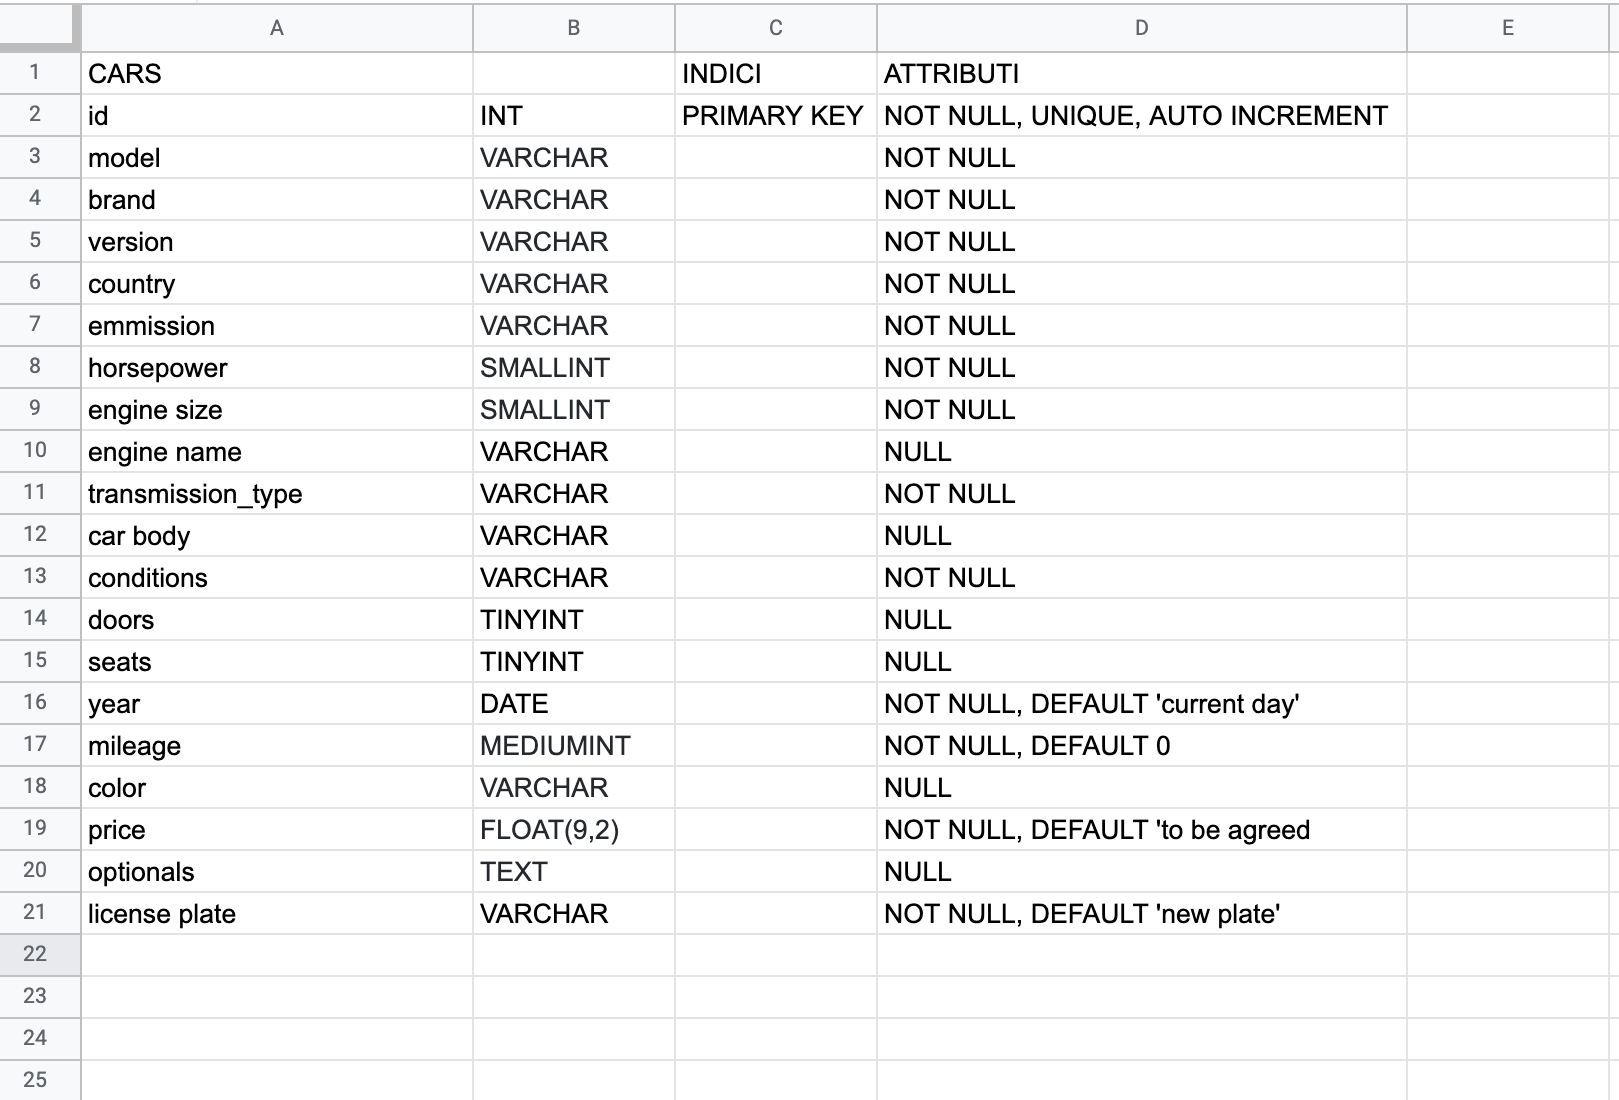 A B C D E
1 CARS INDICI ATTRIBUTI
2 id INT PRIMARY KEY NOT NULL, UNIQUE, AUTO INCREMENT
3 model VARCHAR NOT NULL
4 brand VARCHAR NOT NULL
5 version VARCHAR NOT NULL
6 country VARCHAR NOT NULL
7 emmission VARCHAR NOT NULL
8 horsepower SMALLINT NOT NULL
9 engine size SMALLINT NOT NULL
10 engine name VARCHAR NULL
11 transmission_type VARCHAR NOT NULL
12 car body VARCHAR NULL
13 conditions VARCHAR NOT NULL
14 doors TINYINT NULL
15 seats TINYINT NULL
16 year DATE NOT NULL, DEFAULT 'current day'
17 mileage MEDIUMINT NOT NULL, DEFAULT 0
18 color VARCHAR NULL
19 price FLOAT(9,2) NOT NULL, DEFAULT 'to be agreed
20 optionals TEXT NULL
21 license plate VARCHAR NOT NULL, DEFAULT 'new plate'
22
23
24
25